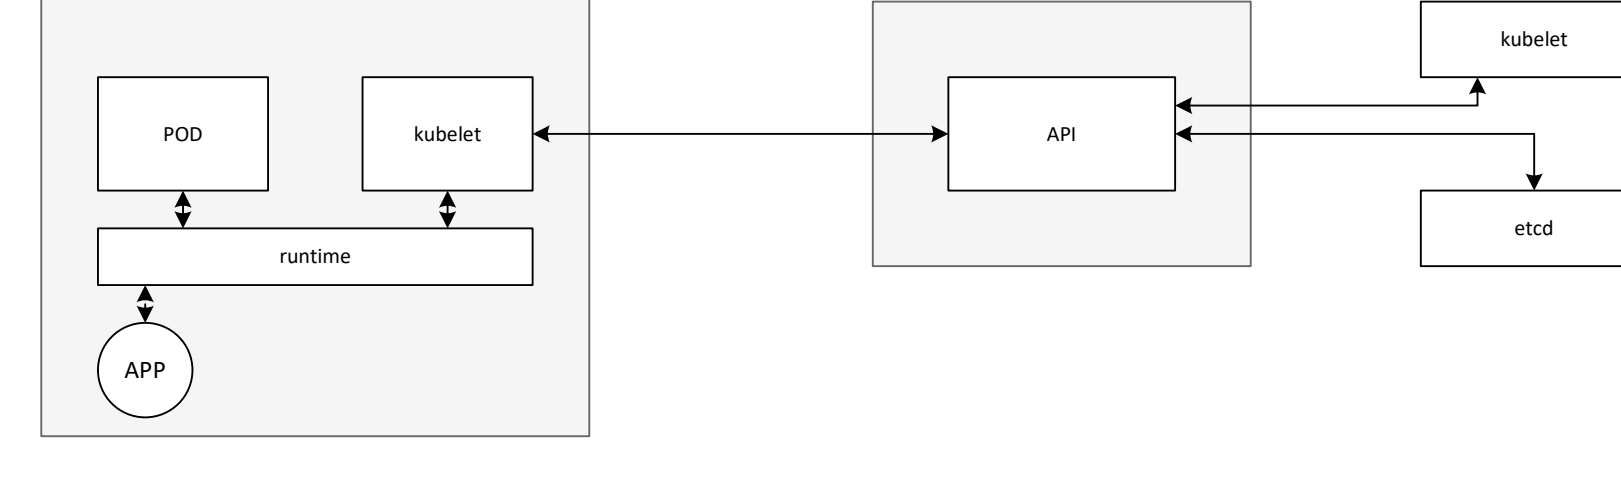 kubelet
POD
kubelet
API
etcd
runtime
APP